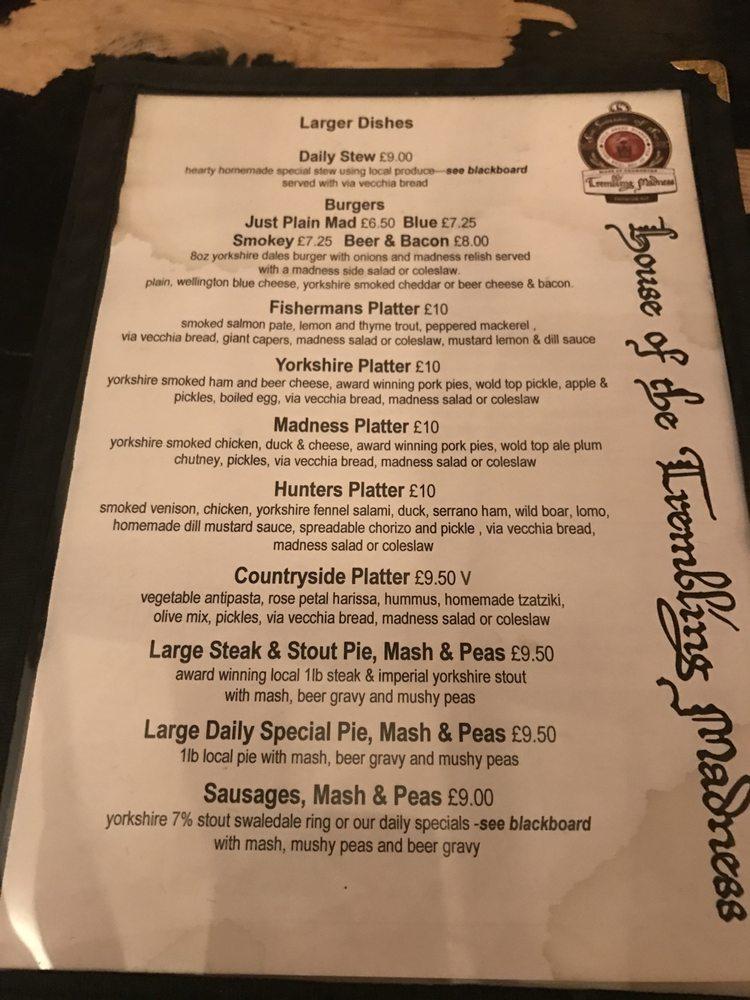 Larger Dishes
Daily Stew £9.00
hearty homemade special stew using local produce—see blackboard
served with via vecchia bread
Burgers
Just Plain Mad £6.50 Blue £7.25
Smokey £7.25 Beer & Bacon £8.00
8oz yorkshire dales burger with onions and madness relish served
with a madness side salad or coleslaw.
plain, wellington blue cheese, yorkshire smoked cheddar or beer cheese & bacon.
Fishermans Platter £10
smoked salmon pate, lemon and thyme trout, peppered mackerel ,
via vecchia bread, giant capers, madness salad or coleslaw, mustard lemon & dill sauce
Yorkshire Platter £10
yorkshire smoked ham and beer cheese, award winning pork pies, wold top pickle, apple &
pickles, boiled egg, via vecchia bread, madness salad or coleslaw
Madness Platter £10
yorkshire smoked chicken, duck & cheese, award winning pork pies, wold top ale plum
chutney, pickles, via vecchia bread, madness salad or coleslaw
Hunters Platter £10
smoked venison, chicken, yorkshire fennel salami, duck, serrano ham, wild boar, lomo,
homemade dill mustard sauce, spreadable chorizo and pickle , via vecchia bread,
madness salad or coleslaw
Countryside Platter £9.50 V
vegetable antipasta, rose petal harissa, hummus, homemade tzatziki,
olive mix, pickles, via vecchia bread, madness salad or coleslaw
Large Steak & Stout Pie, Mash & Peas £9.50
award winning local 1lb steak & imperial yorkshire stout
with mash, beer gravy and mushy peas
Large Daily Special Pie, Mash & Peas £9.50
1lb local pie with mash, beer gravy and mushy peas
Sausages, Mash & Peas £9.00
yorkshire 7% stout swaledale ring or our daily specials -see blackboard
with mash, mushy peas and beer gravy
Trembling Madness
House of the Trembling Madness